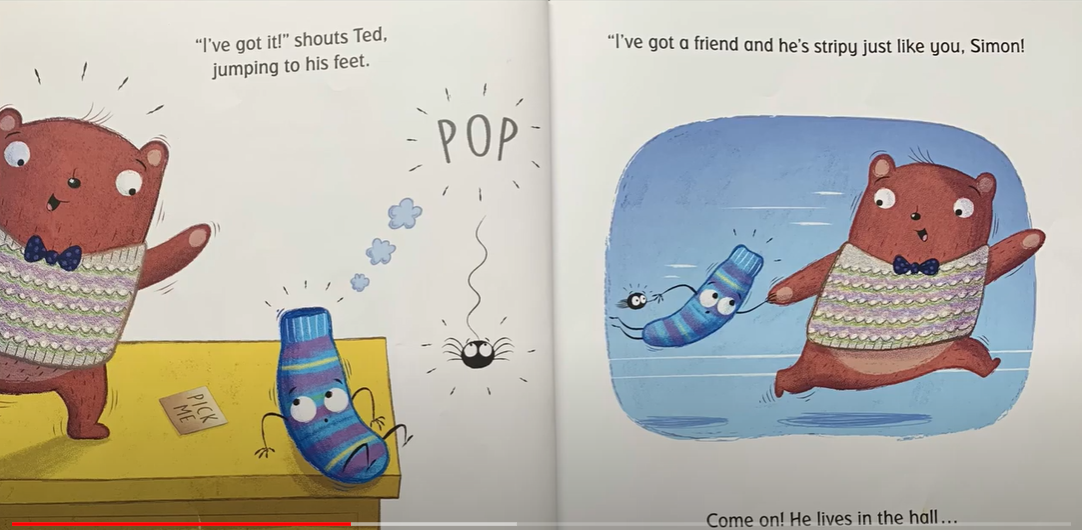 “I’ve got it!” shouts Ted,
jumping to his feet.
POP
PICK
ME
“I’ve got a friend and he’s stripy just like you, Simon!
Come on! He lives in the hall...